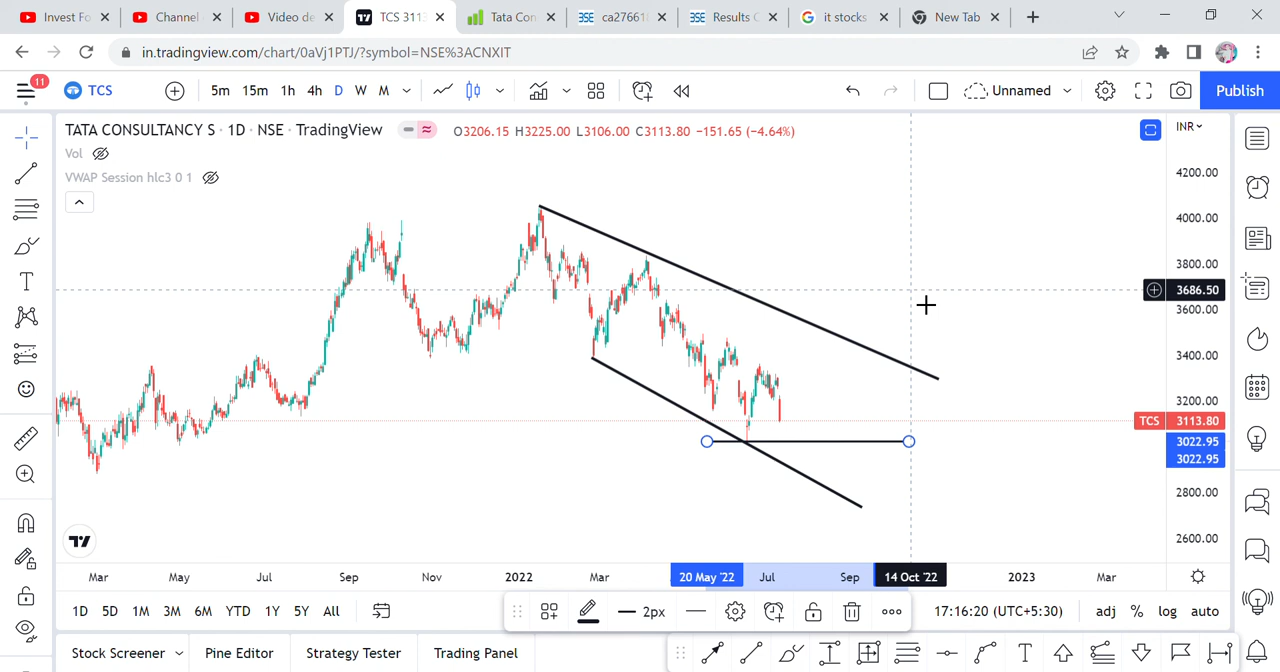 Invest Fo
Channel
Video de
TCS 3113
Tata Con
BSE ca27661
BSE Results C
it stocks
New Tab
in.tradingview.com/chart/0aVj1PTJ/?symbol=NSE%3ACNXIT
11
TCS
5m 15m 1h 4h D W M
Unnamed
Publish
TATA CONSULTANCY S · 1D · NSE · TradingView
O3206.15 H3225.00 L3106.00 C3113.80 −151.65 (−4.64%)
INR
Vol
VWAP Session hlc3 0 1
4200.00
4000.00
3800.00
3686.50
3600.00
3400.00
3200.00
TCS 3113.80
3022.95
3022.95
2800.00
2600.00
Mar May Jul Sep Nov 2022 Mar 20 May '22 Jul Sep 14 Oct '22 2023 Mar
1D 5D 1M 3M 6M YTD 1Y 5Y All
2px
17:16:20 (UTC+5:30) adj % log auto
Stock Screener Pine Editor Strategy Tester Trading Panel